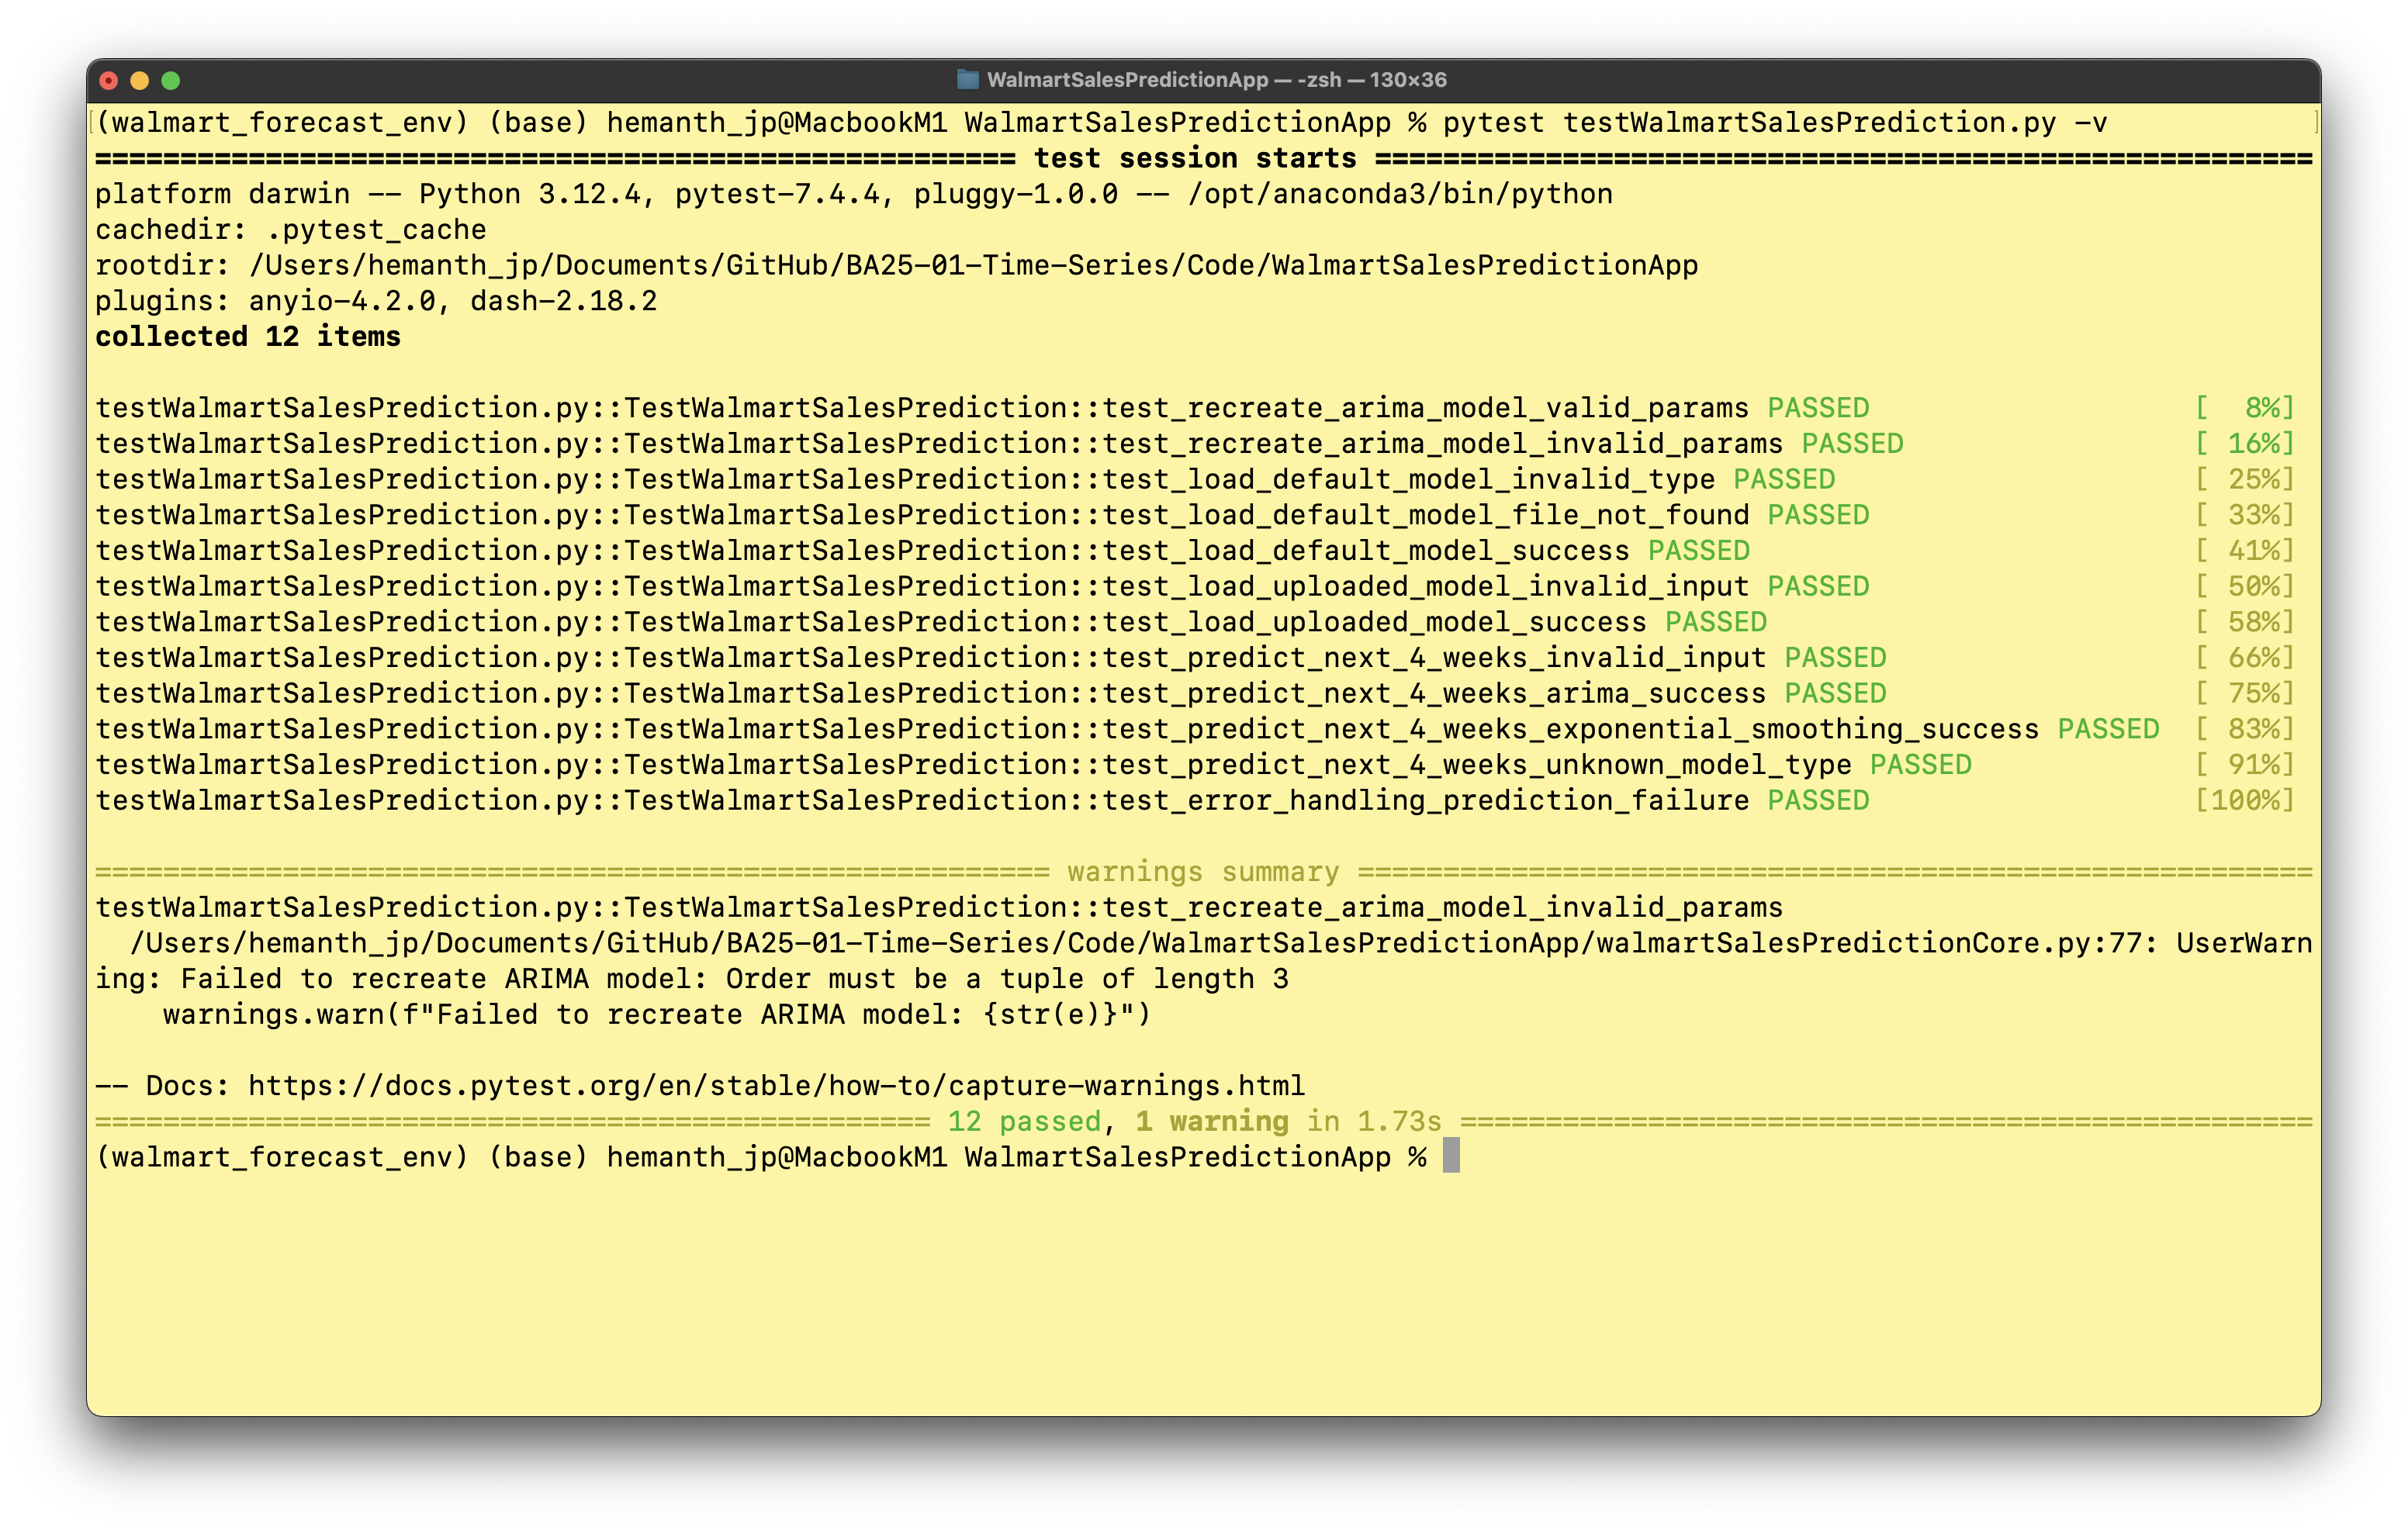 WalmartSalesPredictionApp — -zsh — 130×36
(walmart_forecast_env) (base) hemanth_jp@MacbookM1 WalmartSalesPredictionApp % pytest testWalmartSalesPrediction.py -v
====================================================== test session starts =======================================================
platform darwin -- Python 3.12.4, pytest-7.4.4, pluggy-1.0.0 -- /opt/anaconda3/bin/python
cachedir: .pytest_cache
rootdir: /Users/hemanth_jp/Documents/GitHub/BA25-01-Time-Series/Code/WalmartSalesPredictionApp
plugins: anyio-4.2.0, dash-2.18.2
collected 12 items
testWalmartSalesPrediction.py::TestWalmartSalesPrediction::test_recreate_arima_model_valid_params PASSED [  8%]
testWalmartSalesPrediction.py::TestWalmartSalesPrediction::test_recreate_arima_model_invalid_params PASSED [ 16%]
testWalmartSalesPrediction.py::TestWalmartSalesPrediction::test_load_default_model_invalid_type PASSED [ 25%]
testWalmartSalesPrediction.py::TestWalmartSalesPrediction::test_load_default_model_file_not_found PASSED [ 33%]
testWalmartSalesPrediction.py::TestWalmartSalesPrediction::test_load_default_model_success PASSED [ 41%]
testWalmartSalesPrediction.py::TestWalmartSalesPrediction::test_load_uploaded_model_invalid_input PASSED [ 50%]
testWalmartSalesPrediction.py::TestWalmartSalesPrediction::test_load_uploaded_model_success PASSED [ 58%]
testWalmartSalesPrediction.py::TestWalmartSalesPrediction::test_predict_next_4_weeks_invalid_input PASSED [ 66%]
testWalmartSalesPrediction.py::TestWalmartSalesPrediction::test_predict_next_4_weeks_arima_success PASSED [ 75%]
testWalmartSalesPrediction.py::TestWalmartSalesPrediction::test_predict_next_4_weeks_exponential_smoothing_success PASSED [ 83%]
testWalmartSalesPrediction.py::TestWalmartSalesPrediction::test_predict_next_4_weeks_unknown_model_type PASSED [ 91%]
testWalmartSalesPrediction.py::TestWalmartSalesPrediction::test_error_handling_prediction_failure PASSED [100%]
======================================================== warnings summary ========================================================
testWalmartSalesPrediction.py::TestWalmartSalesPrediction::test_recreate_arima_model_invalid_params
/Users/hemanth_jp/Documents/GitHub/BA25-01-Time-Series/Code/WalmartSalesPredictionApp/walmartSalesPredictionCore.py:77: UserWarn
ing: Failed to recreate ARIMA model: Order must be a tuple of length 3
warnings.warn(f"Failed to recreate ARIMA model: {str(e)}")
-- Docs: https://docs.pytest.org/en/stable/how-to/capture-warnings.html
================================================= 12 passed, 1 warning in 1.73s ==================================================
(walmart_forecast_env) (base) hemanth_jp@MacbookM1 WalmartSalesPredictionApp %